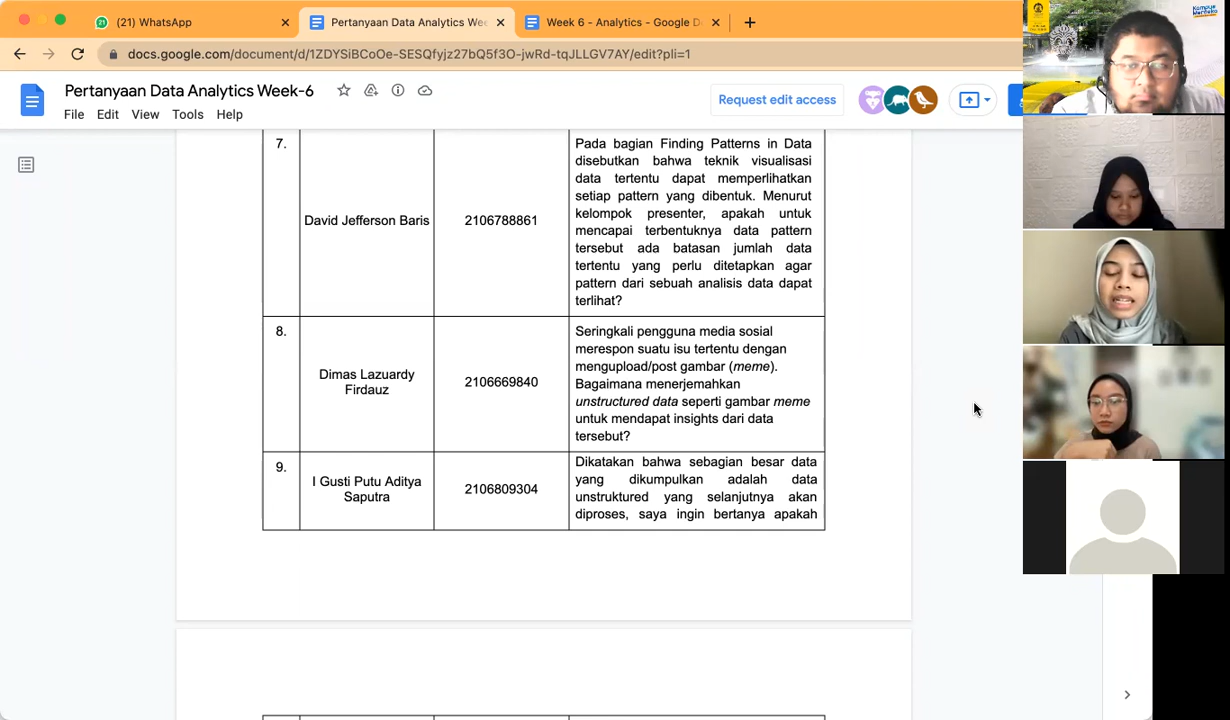 (21) WhatsApp
Pertanyaan Data Analytics Wee
Week 6 - Analytics - Google D
docs.google.com/document/d/1ZDYSiBCoOe-SESQfyjz27bQ5f3O-jwRd-tqJLLGV7AY/edit?pli=1
Pertanyaan Data Analytics Week-6
File Edit View Tools Help
Request edit access
7.
David Jefferson Baris
2106788861
Pada bagian Finding Patterns in Data
disebutkan bahwa teknik visualisasi
data tertentu dapat memperlihatkan
setiap pattern yang dibentuk. Menurut
kelompok presenter, apakah untuk
mencapai terbentuknya data pattern
tersebut ada batasan jumlah data
tertentu yang perlu ditetapkan agar
pattern dari sebuah analisis data dapat
terlihat?
8.
Dimas Lazuardy
Firdauz
2106669840
Seringkali pengguna media sosial
merespon suatu isu tertentu dengan
mengupload/post gambar (meme).
Bagaimana menerjemahkan
unstructured data seperti gambar meme
untuk mendapat insights dari data
tersebut?
9.
I Gusti Putu Aditya
Saputra
2106809304
Dikatakan bahwa sebagian besar data
yang dikumpulkan adalah data
unstruktured yang selanjutnya akan
diproses, saya ingin bertanya apakah